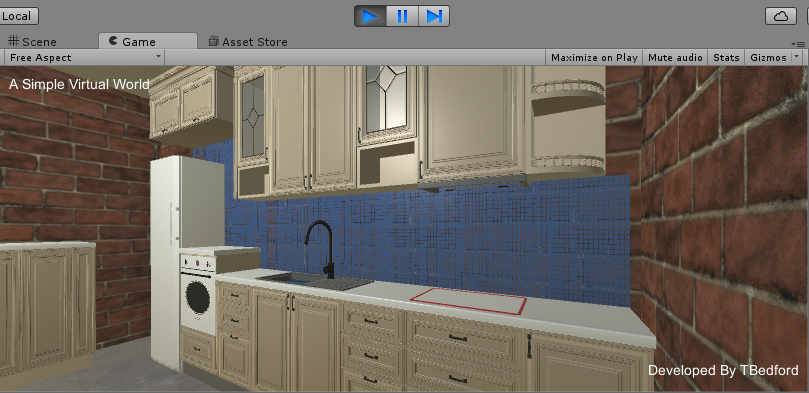 Local
Scene Game Asset Store
Free Aspect Maximize on Play Mute audio Stats Gizmos
A Simple Virtual World
Developed By TBedford